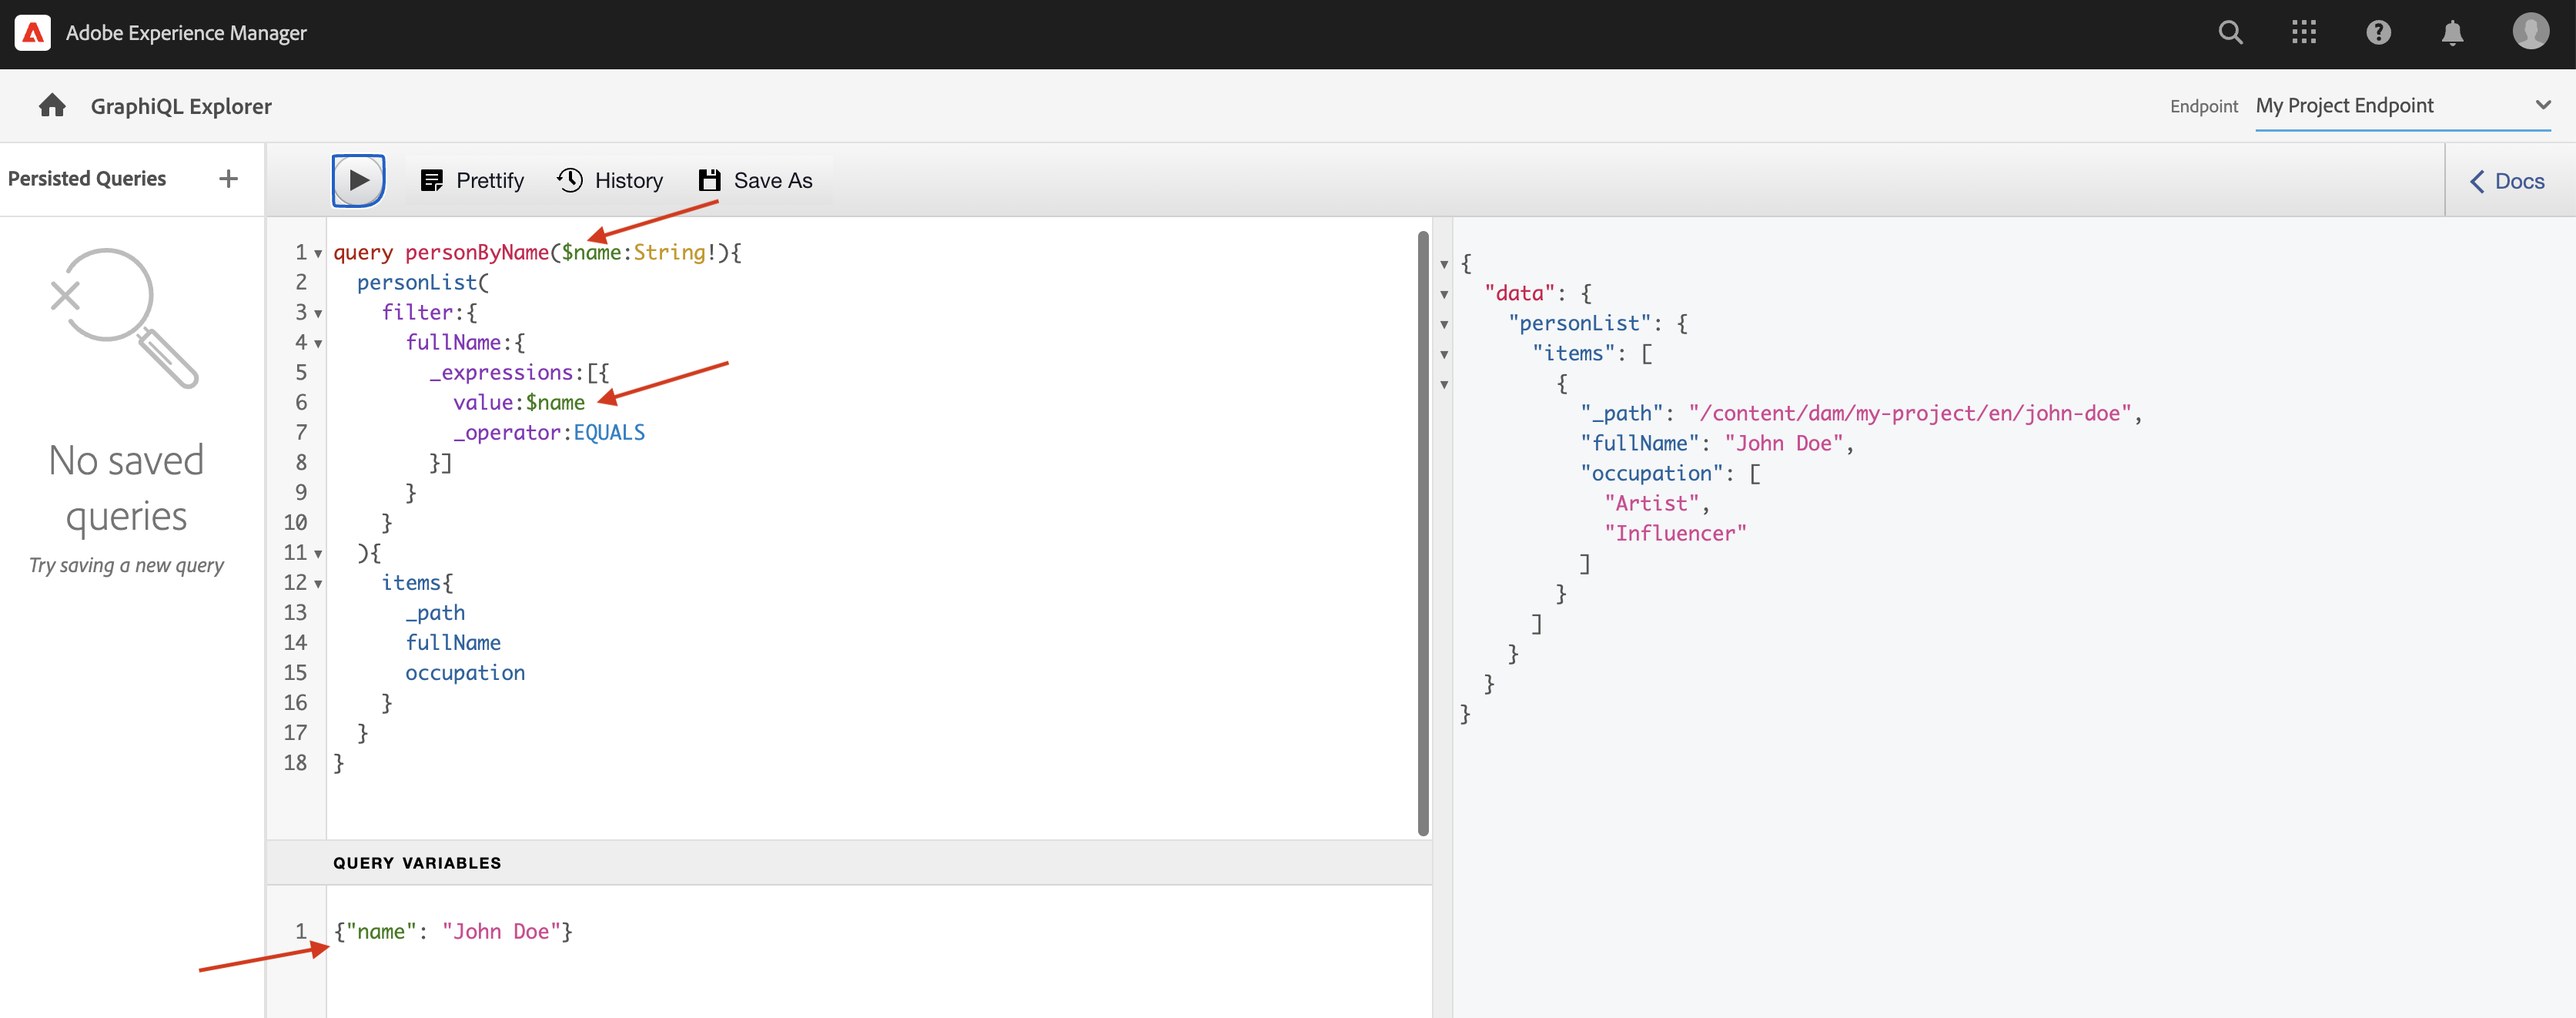 Adobe Experience Manager
GraphiQL Explorer
Endpoint My Project Endpoint
Persisted Queries +
Prettify History Save As
Docs
No saved
queries
Try saving a new query
1 query personByName($name:String!){
2 personList(
3 filter:{
4 fullName:{
5 _expressions:[{
6 value:$name
7 _operator:EQUALS
8 }]
9 }
10 }
11 ){
12 items{
13 _path
14 fullName
15 occupation
16 }
17 }
18 }
QUERY VARIABLES
1 {"name": "John Doe"}
{
"data": {
"personList": {
"items": [
{
"_path": "/content/dam/my-project/en/john-doe",
"fullName": "John Doe",
"occupation": [
"Artist",
"Influencer"
]
}
]
}
}
}